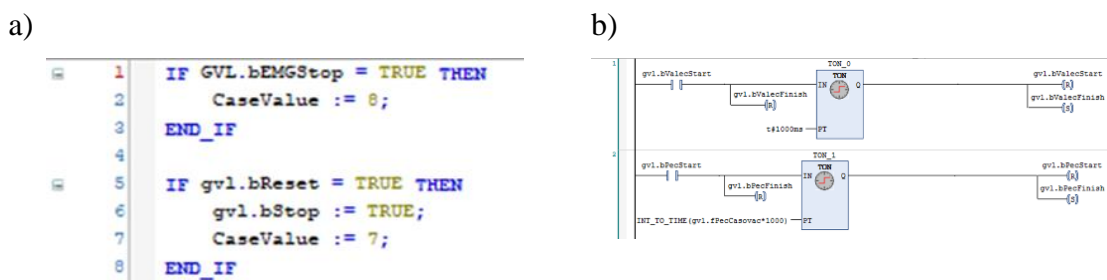 a)
b)
1 IF GVL.bEMGStop = TRUE THEN
2 CaseValue := 8;
3 END_IF
4
5 IF gvl.bReset = TRUE THEN
6 gvl.bStop := TRUE;
7 CaseValue := 7;
8 END_IF
1
TON_0
gvl.bValecStart TON gvl.bValecStart
IN Q (R)
gvl.bValecFinish gvl.bValecFinish
(R) (S)
t#1000ms PT
2
TON_1
gvl.bPecStart TON gvl.bPecStart
IN Q (R)
gvl.bPecFinish gvl.bPecFinish
(R) (S)
INT_TO_TIME(gvl.fPecCasovac*1000) PT